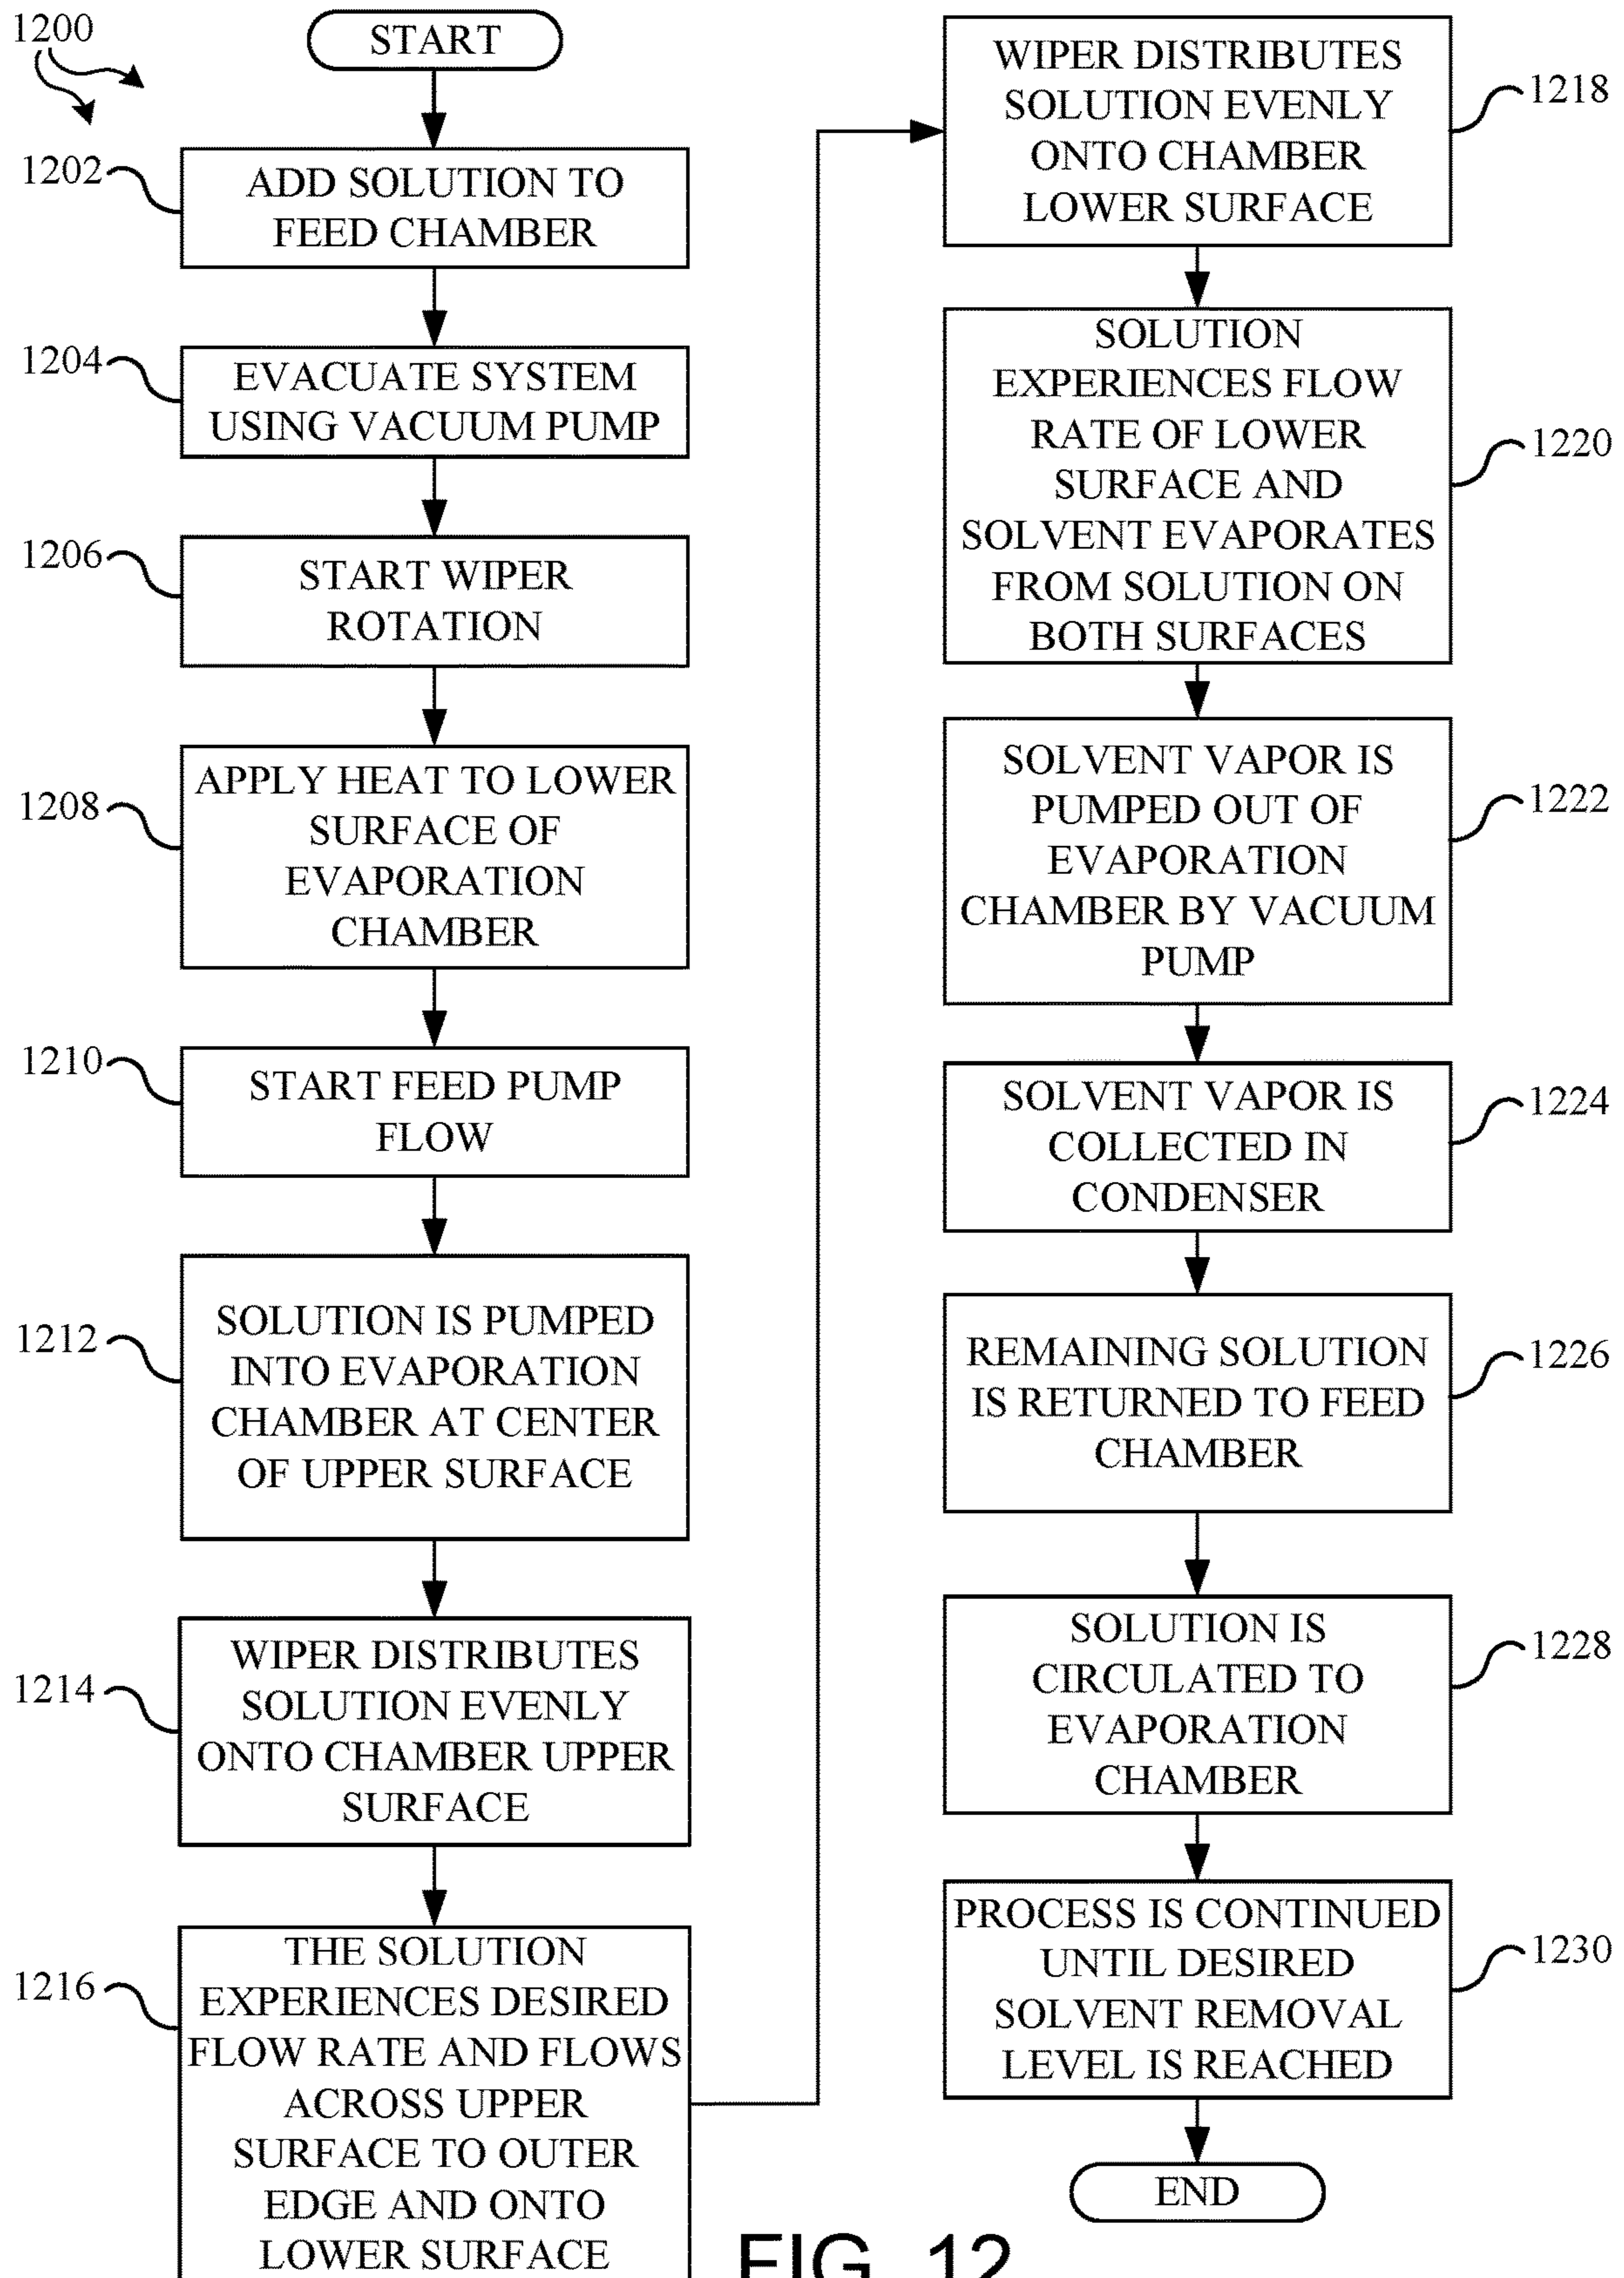 1200
START
1202
ADD SOLUTION TO
FEED CHAMBER
1204
EVACUATE SYSTEM
USING VACUUM PUMP
1206
START WIPER
ROTATION
1208
APPLY HEAT TO LOWER
SURFACE OF
EVAPORATION
CHAMBER
1210
START FEED PUMP
FLOW
1212
SOLUTION IS PUMPED
INTO EVAPORATION
CHAMBER AT CENTER
OF UPPER SURFACE
1214
WIPER DISTRIBUTES
SOLUTION EVENLY
ONTO CHAMBER UPPER
SURFACE
1216
THE SOLUTION
EXPERIENCES DESIRED
FLOW RATE AND FLOWS
ACROSS UPPER
SURFACE TO OUTER
EDGE AND ONTO
LOWER SURFACE
WIPER DISTRIBUTES
SOLUTION EVENLY
ONTO CHAMBER
LOWER SURFACE
1218
SOLUTION
EXPERIENCES FLOW
RATE OF LOWER
SURFACE AND
SOLVENT EVAPORATES
FROM SOLUTION ON
BOTH SURFACES
1220
SOLVENT VAPOR IS
PUMPED OUT OF
EVAPORATION
CHAMBER BY VACUUM
PUMP
1222
SOLVENT VAPOR IS
COLLECTED IN
CONDENSER
1224
REMAINING SOLUTION
IS RETURNED TO FEED
CHAMBER
1226
SOLUTION IS
CIRCULATED TO
EVAPORATION
CHAMBER
1228
PROCESS IS CONTINUED
UNTIL DESIRED
SOLVENT REMOVAL
LEVEL IS REACHED
1230
END
FIG. 12